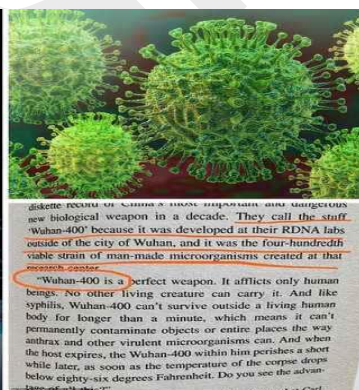 diskette record of China's most important and dangerous
new biological weapon in a decade. They call the stuff
'Wuhan-400' because it was developed at their RDNA labs
outside of the city of Wuhan, and it was the four-hundredth
viable strain of man-made microorganisms created at that
research center.
"Wuhan-400 is a perfect weapon. It afflicts only human
beings. No other living creature can carry it. And like
syphilis, Wuhan-400 can't survive outside a living human
body for longer than a minute, which means it can't
permanently contaminate objects or entire places the way
anthrax and other virulent microorganisms can. And when
the host expires, the Wuhan-400 within him perishes a short
while later, as soon as the temperature of the corpse drops
below eighty-six degrees Fahrenheit. Do you see the advan-